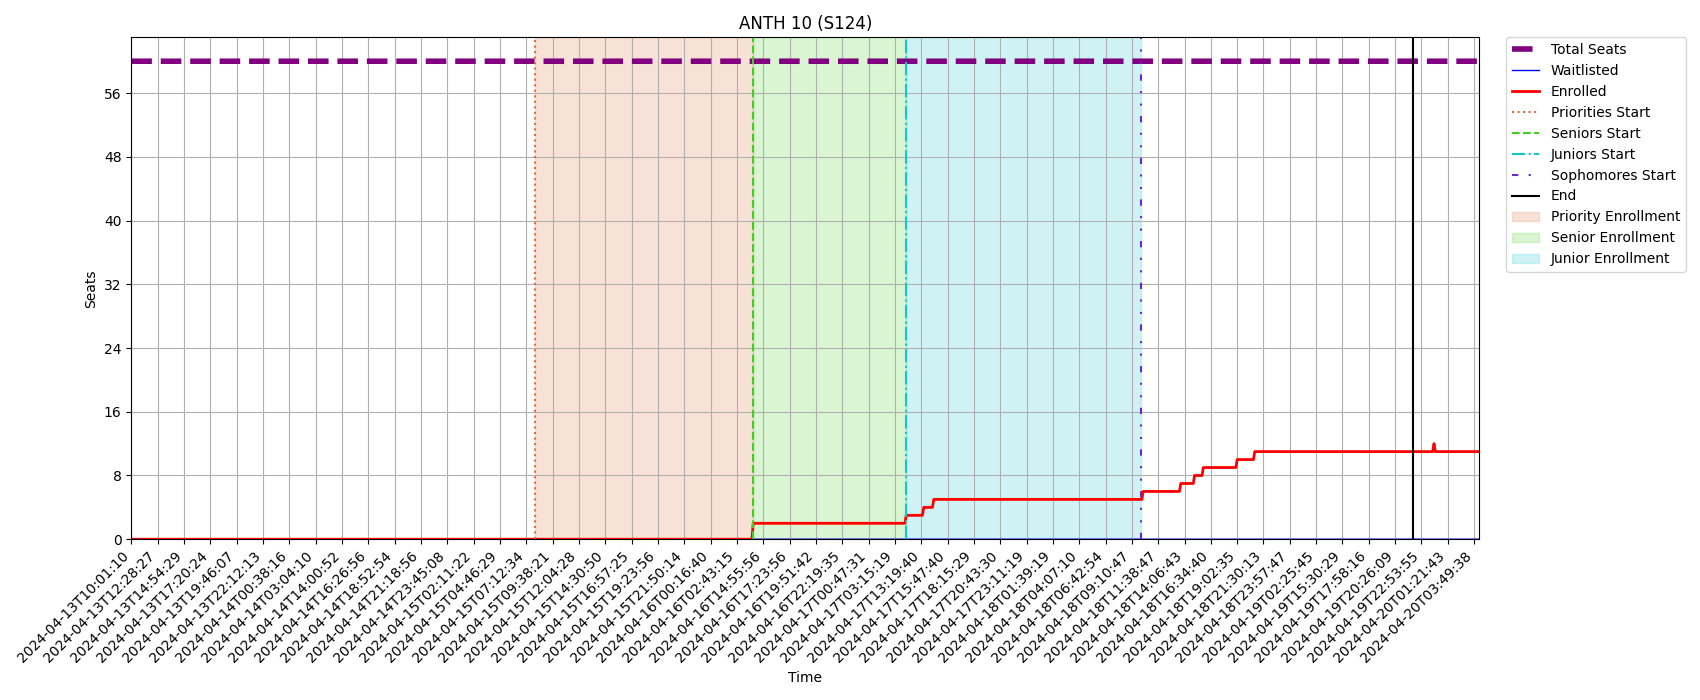 ANTH 10 (S124)
Total Seats
Waitlisted
Enrolled
Priorities Start
Seniors Start
Juniors Start
Sophomores Start
End
Priority Enrollment
Senior Enrollment
Junior Enrollment
Seats
56
48
40
32
24
16
8
0
2024-04-13T10:01:10
2024-04-13T12:28:27
2024-04-13T14:54:29
2024-04-13T17:20:24
2024-04-13T19:46:07
2024-04-13T22:12:13
2024-04-14T00:38:16
2024-04-14T03:04:10
2024-04-14T14:00:52
2024-04-14T16:26:56
2024-04-14T18:52:54
2024-04-14T21:18:56
2024-04-14T23:45:08
2024-04-15T02:11:22
2024-04-15T04:46:29
2024-04-15T07:12:34
2024-04-15T09:38:21
2024-04-15T12:04:28
2024-04-15T14:30:50
2024-04-15T16:57:25
2024-04-15T19:23:56
2024-04-15T21:50:14
2024-04-16T00:16:40
2024-04-16T02:43:15
2024-04-16T14:55:56
2024-04-16T17:23:56
2024-04-16T19:51:42
2024-04-16T22:19:35
2024-04-17T00:47:31
2024-04-17T03:15:19
2024-04-17T13:19:40
2024-04-17T15:47:40
2024-04-17T18:15:29
2024-04-17T20:43:30
2024-04-17T23:11:19
2024-04-18T01:39:19
2024-04-18T04:07:10
2024-04-18T06:42:54
2024-04-18T09:10:47
2024-04-18T11:38:47
2024-04-18T14:06:43
2024-04-18T16:34:40
2024-04-18T19:02:35
2024-04-18T21:30:13
2024-04-18T23:57:47
2024-04-19T02:25:45
2024-04-19T15:30:29
2024-04-19T17:58:16
2024-04-19T20:26:09
2024-04-19T22:53:55
2024-04-20T01:21:43
2024-04-20T03:49:38
Time